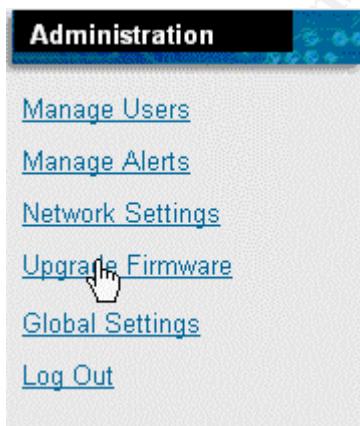 Administration
Manage Users
Manage Alerts
Network Settings
Upgrade Firmware
Global Settings
Log Out